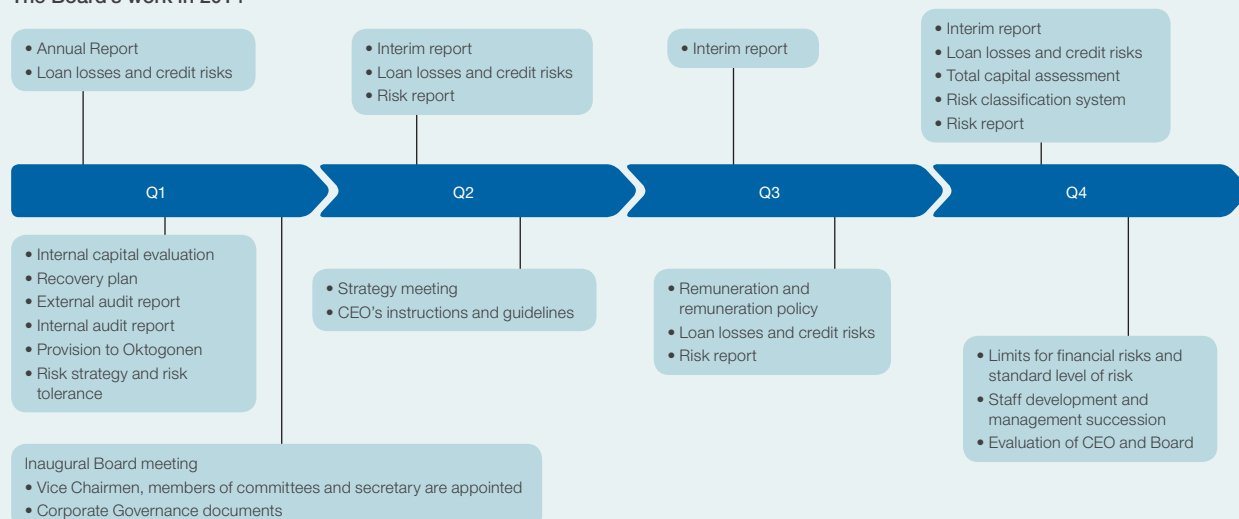 • Annual Report
• Loan losses and credit risks
• Interim report
• Loan losses and credit risks
• Risk report
• Interim report
• Interim report
• Loan losses and credit risks
• Total capital assessment
• Risk classification system
• Risk report
Q1
Q2
Q3
Q4
• Internal capital evaluation
• Recovery plan
• External audit report
• Internal audit report
• Provision to Oktogonen
• Risk strategy and risk
tolerance
• Strategy meeting
• CEO's instructions and guidelines
• Remuneration and
remuneration policy
• Loan losses and credit risks
• Risk report
• Limits for financial risks and
standard level of risk
• Staff development and
management succession
• Evaluation of CEO and Board
Inaugural Board meeting
• Vice Chairmen, members of committees and secretary are appointed
• Corporate Governance documents